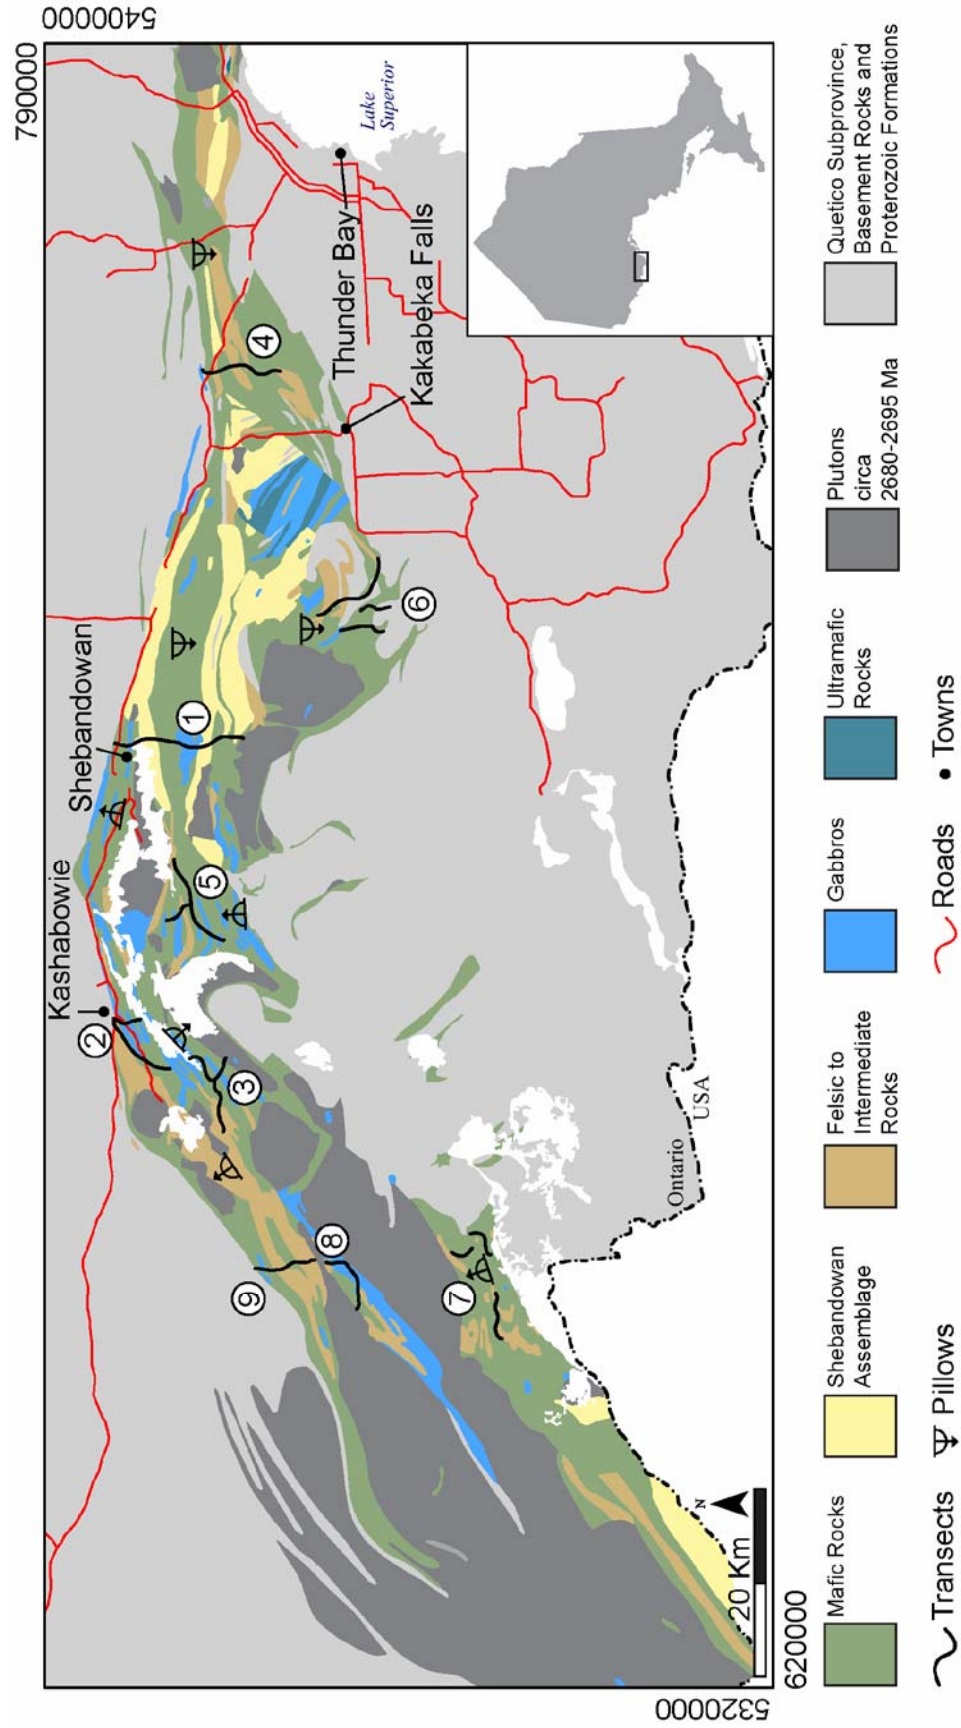 5400000
790000
Lake
Superior
Thunder Bay
Kakabeka Falls
Shebandowan
Kashabowie
1
2
3
4
5
6
7
8
9
Ontario
USA
N
20 Km
620000
5320000
Mafic Rocks
Shebandowan
Assemblage
Felsic to
Intermediate
Rocks
Gabbros
Ultramafic
Rocks
Plutons
circa
2680-2695 Ma
Quetico Subprovince,
Basement Rocks and
Proterozoic Formations
Transects
Pillows
Roads
Towns